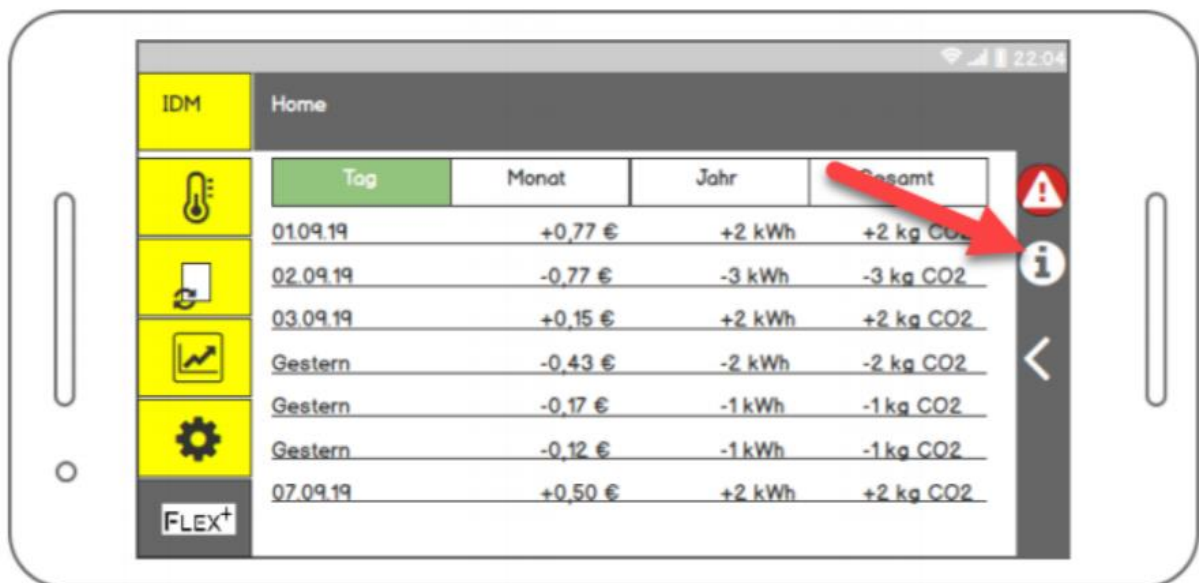 22:04
IDM Home
Tag Monat Jahr Gesamt
01.09.19 +0,77 € +2 kWh +2 kg CO2
02.09.19 -0,77 € -3 kWh -3 kg CO2
03.09.19 +0,15 € +2 kWh +2 kg CO2
Gestern -0,43 € -2 kWh -2 kg CO2
Gestern -0,17 € -1 kWh -1 kg CO2
Gestern -0,12 € -1 kWh -1 kg CO2
07.09.19 +0,50 € +2 kWh +2 kg CO2
FLEX+